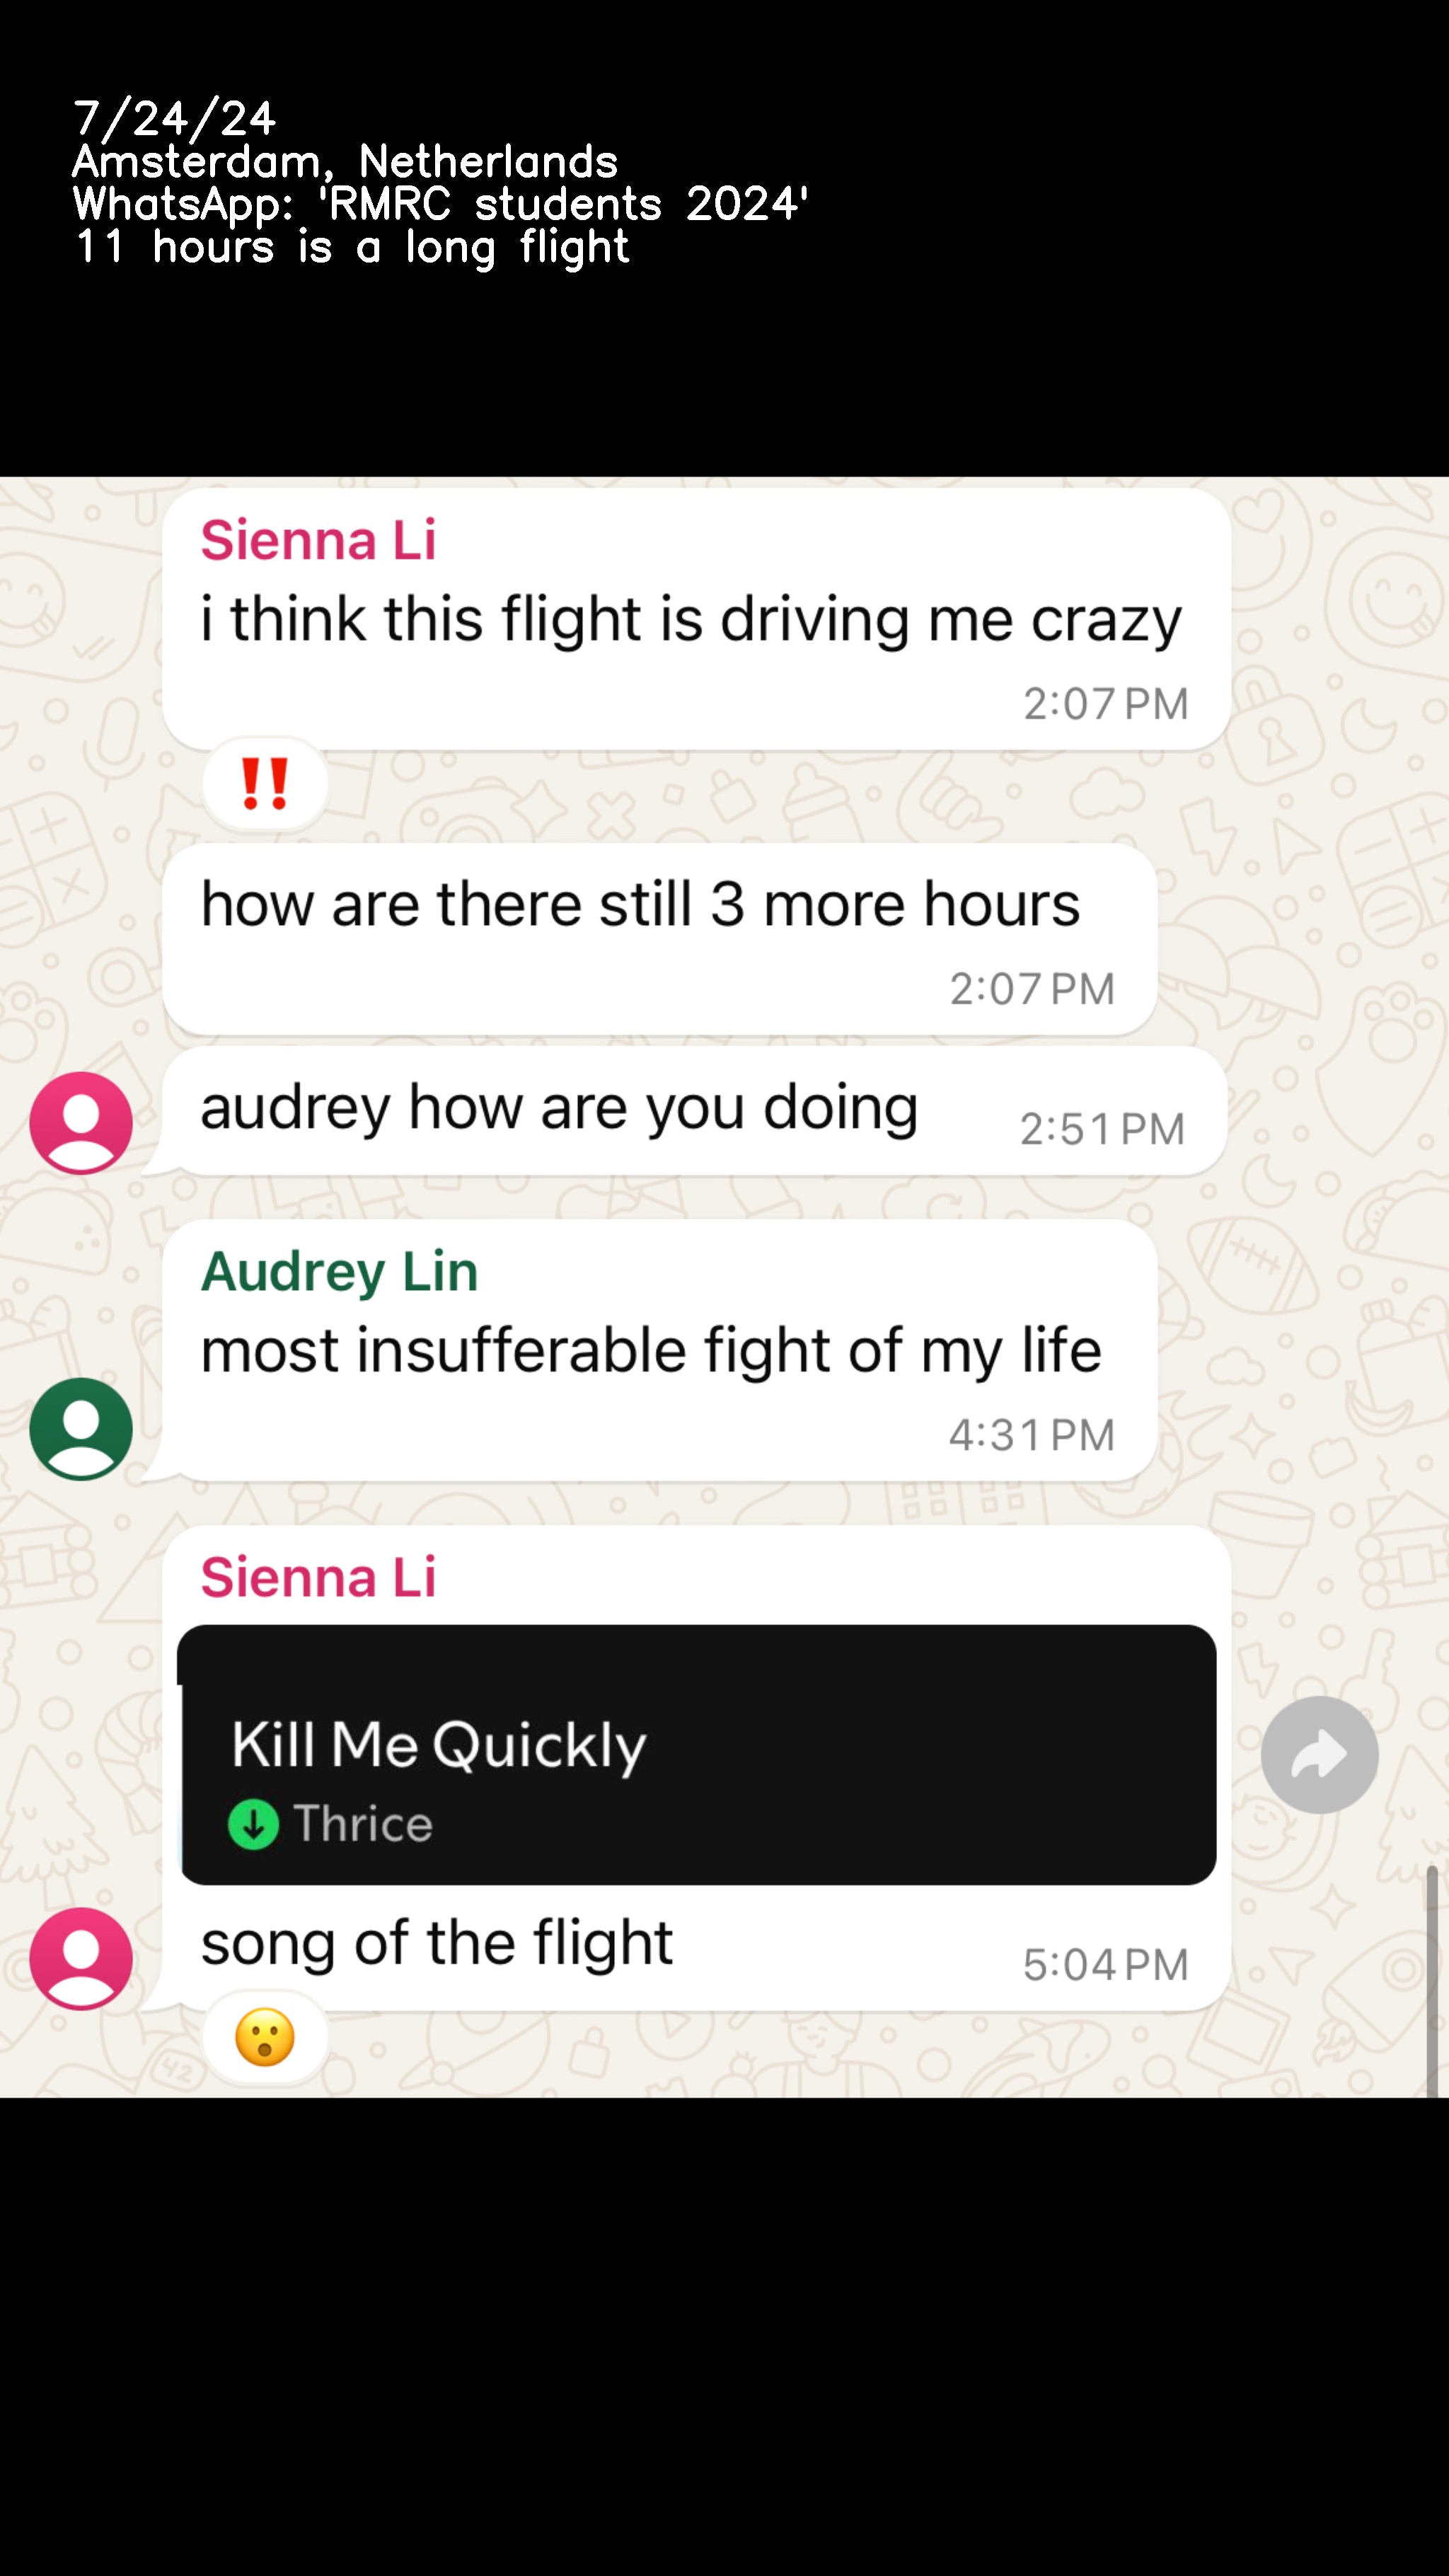 7/24/24
Amsterdam, Netherlands
WhatsApp: 'RMRC students 2024'
11 hours is a long flight
Sienna Li
i think this flight is driving me crazy
2:07 PM
‼️
how are there still 3 more hours
2:07 PM
audrey how are you doing 2:51 PM
Audrey Lin
most insufferable fight of my life
4:31 PM
Sienna Li
Kill Me Quickly
Thrice
song of the flight 5:04 PM
😮